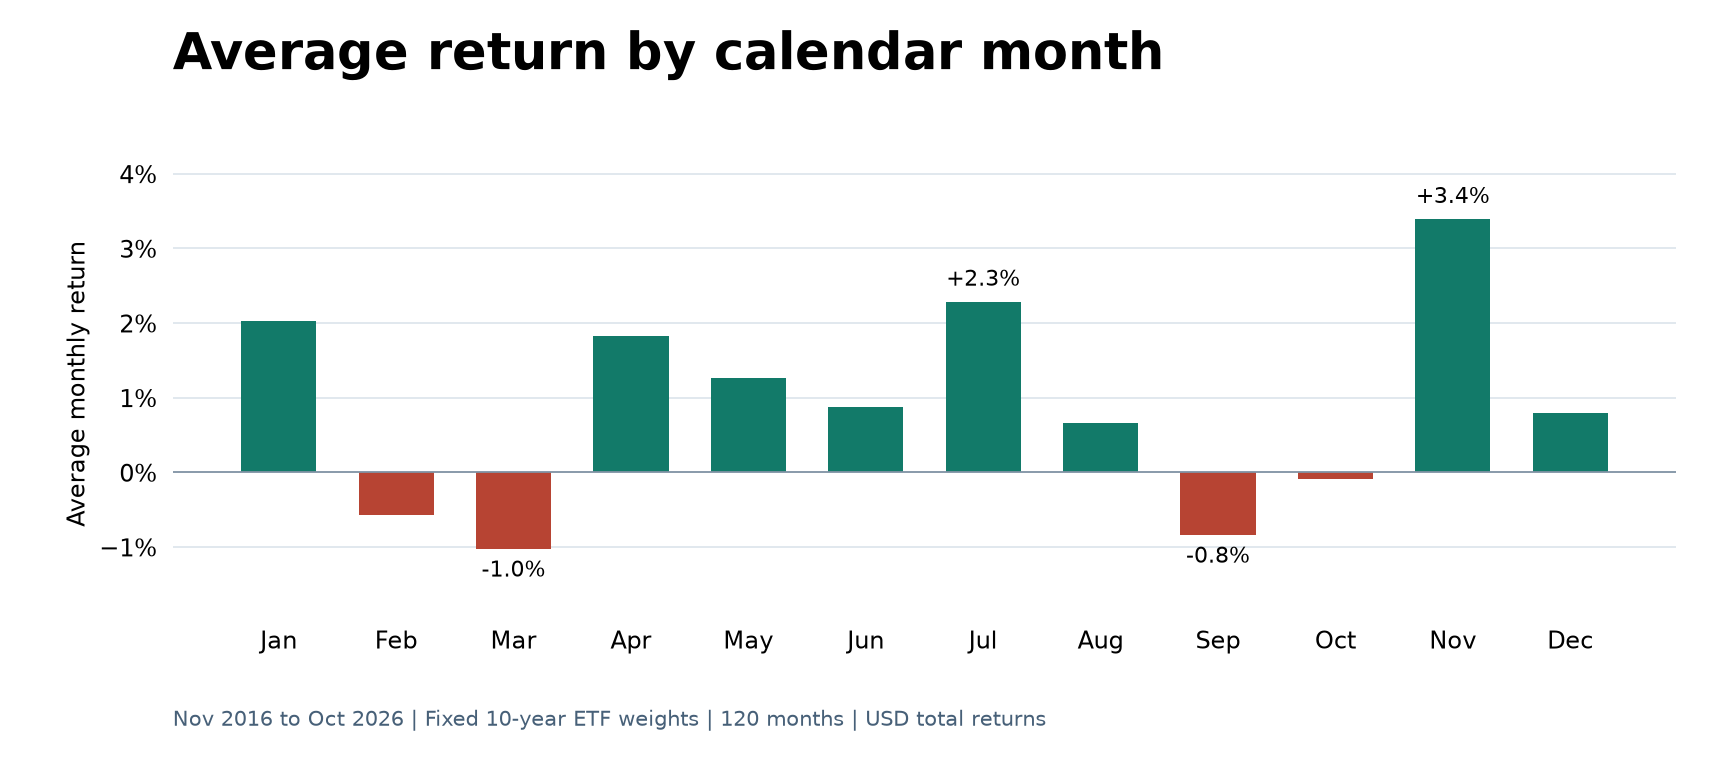 Average return by calendar month
Average monthly return
4%
3%
2%
1%
0%
−1%
+3.4%
+2.3%
-0.8%
-1.0%
Jan Feb Mar Apr May Jun Jul Aug Sep Oct Nov Dec
Nov 2016 to Oct 2026 | Fixed 10-year ETF weights | 120 months | USD total returns